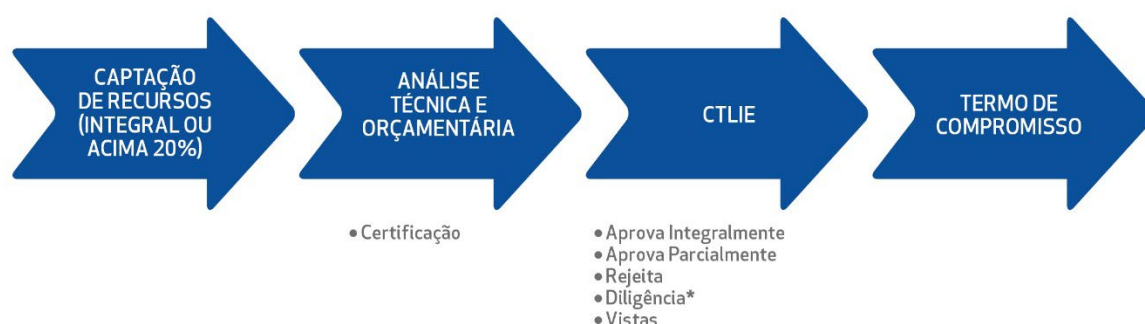 CAPTAÇÃO
DE RECURSOS
(INTEGRAL OU
ACIMA 20%)
ANÁLISE
TÉCNICA E
ORÇAMENTÁRIA
CTLIE
TERMO DE
COMPROMISSO
• Certificação
• Aprova Integralmente
• Aprova Parcialmente
• Rejeita
• Diligência*
• Vistas